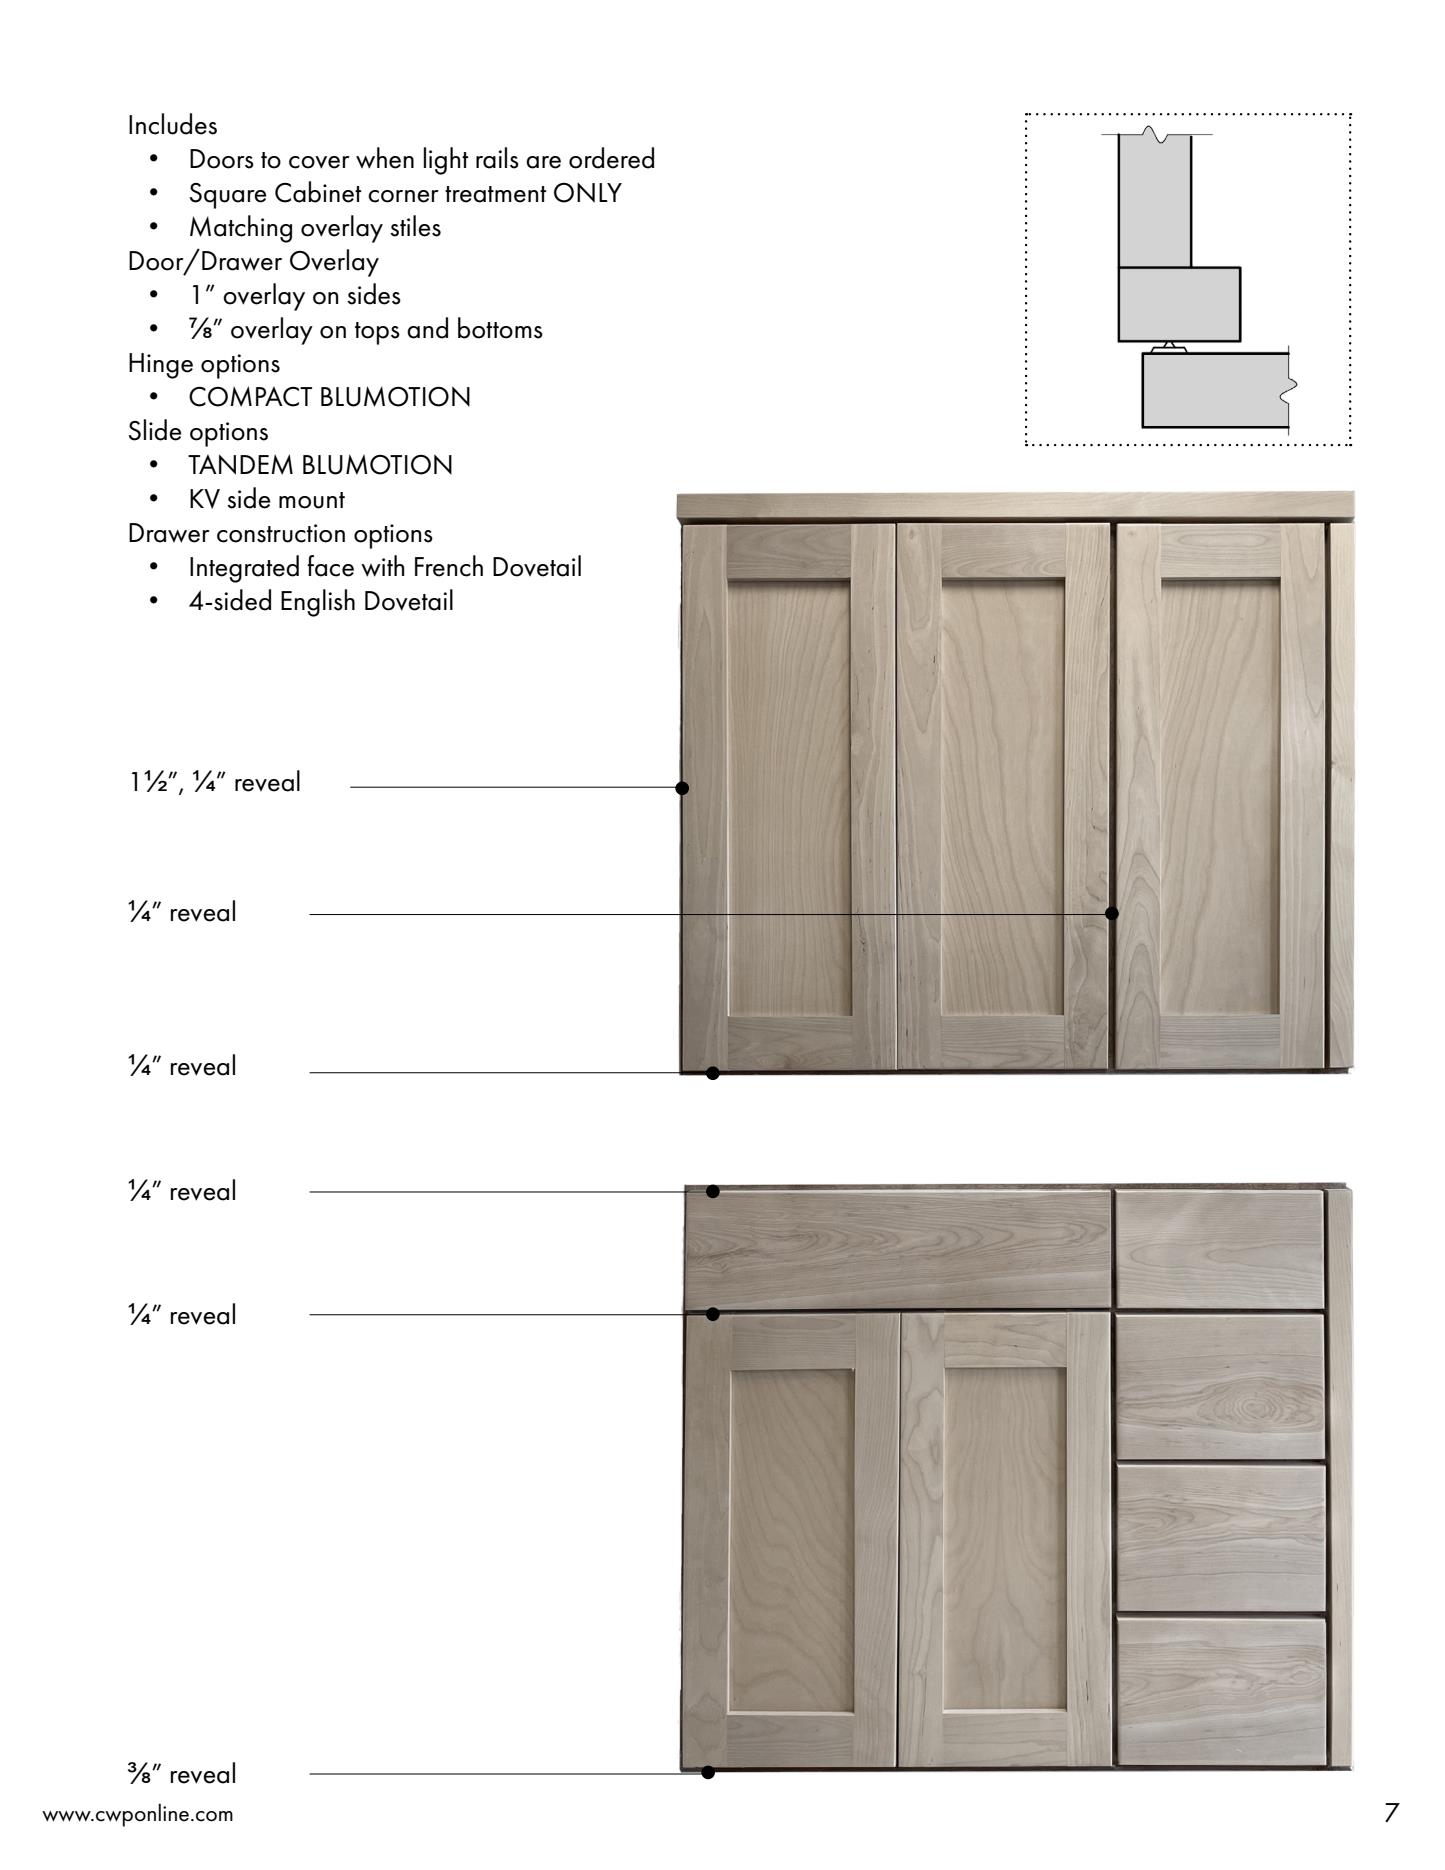 Includes
• Doors to cover when light rails are ordered
• Square Cabinet corner treatment ONLY
• Matching overlay stiles
Door/Drawer Overlay
• 1” overlay on sides
• ⅞” overlay on tops and bottoms
Hinge options
• COMPACT BLUMOTION
Slide options
• TANDEM BLUMOTION
• KV side mount
Drawer construction options
• Integrated face with French Dovetail
• 4-sided English Dovetail
1½”, ¼” reveal
¼” reveal
¼” reveal
¼” reveal
¼” reveal
⅜” reveal
www.cwponline.com
7